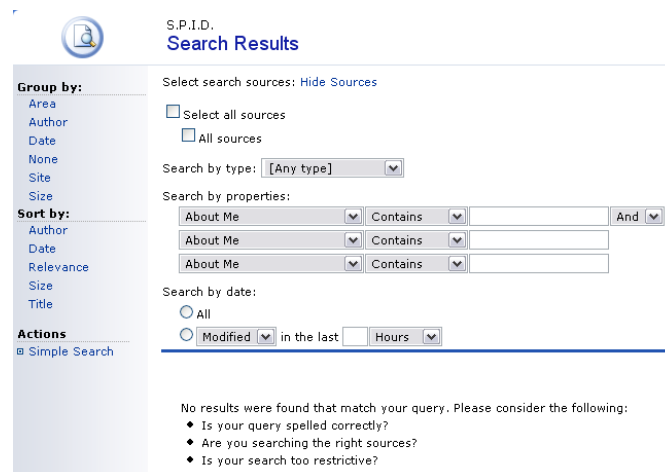 S.P.I.D.
Search Results
Group by:
Area
Author
Date
None
Site
Size
Sort by:
Author
Date
Relevance
Size
Title
Actions
Simple Search
Select search sources: Hide Sources
Select all sources
All sources
Search by type: [Any type]
Search by properties:
About Me Contains And
About Me Contains
About Me Contains
Search by date:
All
Modified in the last Hours
No results were found that match your query. Please consider the following:
Is your query spelled correctly?
Are you searching the right sources?
Is your search too restrictive?